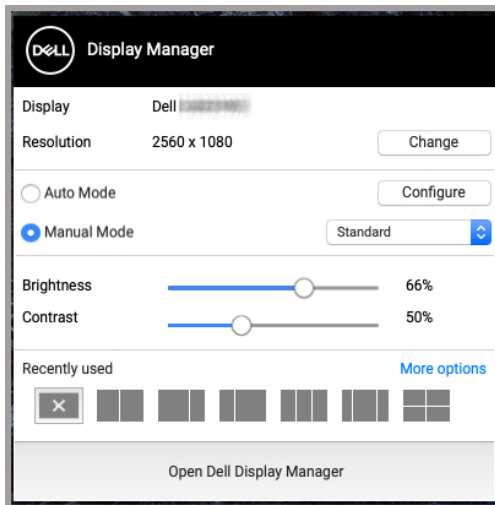 DELL Display Manager
Display Dell
Resolution 2560 x 1080 Change
Auto Mode Configure
Manual Mode Standard
Brightness 66%
Contrast 50%
Recently used More options
Open Dell Display Manager